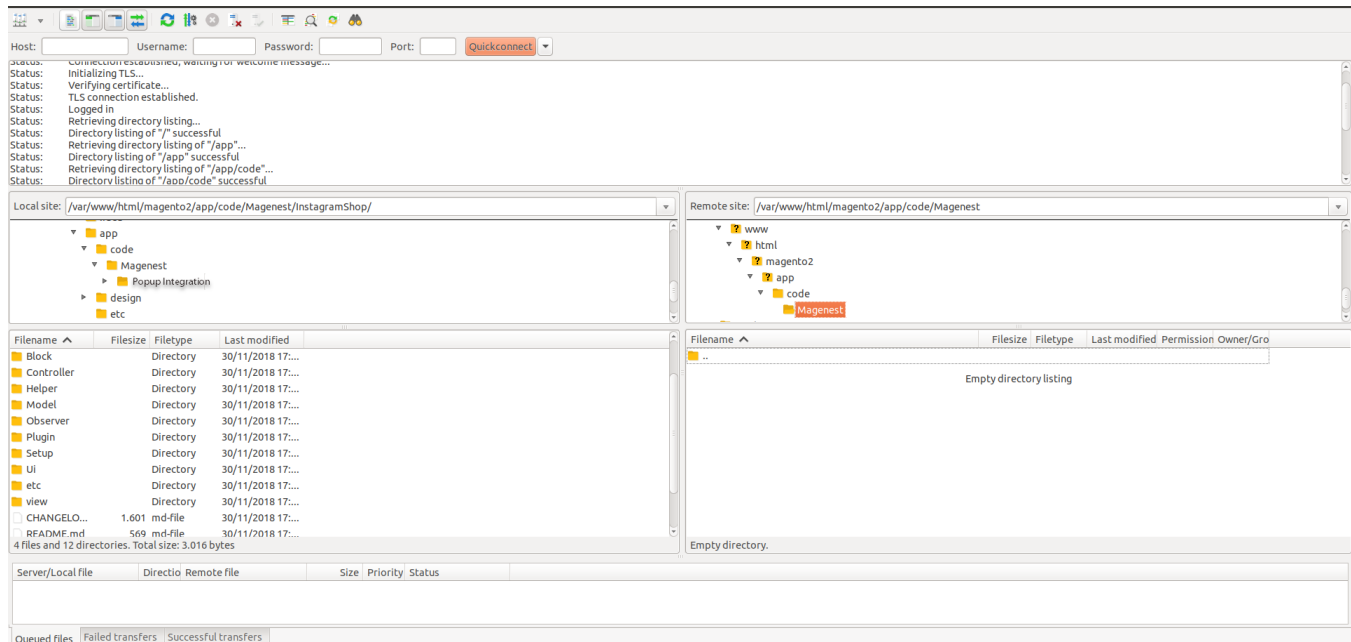 Host: Username: Password: Port: Quickconnect
Status: Connection established, waiting for welcome message...
Status: Initializing TLS...
Status: Verifying certificate...
Status: TLS connection established.
Status: Logged in
Status: Retrieving directory listing...
Status: Directory listing of "/" successful
Status: Retrieving directory listing of "/app"...
Status: Directory listing of "/app" successful
Status: Retrieving directory listing of "/app/code"...
Status: Directory listing of "/app/code" successful
Local site: /var/www/html/magento2/app/code/Magenest/InstagramShop/
app
code
Magenest
Popup Integration
design
etc
Remote site: /var/www/html/magento2/app/code/Magenest
www
html
magento2
app
code
Magenest
Filename Filesize Filetype Last modified
Block Directory 30/11/2018 17:...
Controller Directory 30/11/2018 17:...
Helper Directory 30/11/2018 17:...
Model Directory 30/11/2018 17:...
Observer Directory 30/11/2018 17:...
Plugin Directory 30/11/2018 17:...
Setup Directory 30/11/2018 17:...
Ui Directory 30/11/2018 17:...
etc Directory 30/11/2018 17:...
view Directory 30/11/2018 17:...
CHANGELO... 1.601 md-file 30/11/2018 17:...
README.md 569 md-file 30/11/2018 17:...
4 files and 12 directories. Total size: 3.016 bytes
Filename Filesize Filetype Last modified Permission Owner/Gro
..
Empty directory listing
Empty directory.
Server/Local file Directio Remote file Size Priority Status
Queued files Failed transfers Successful transfers